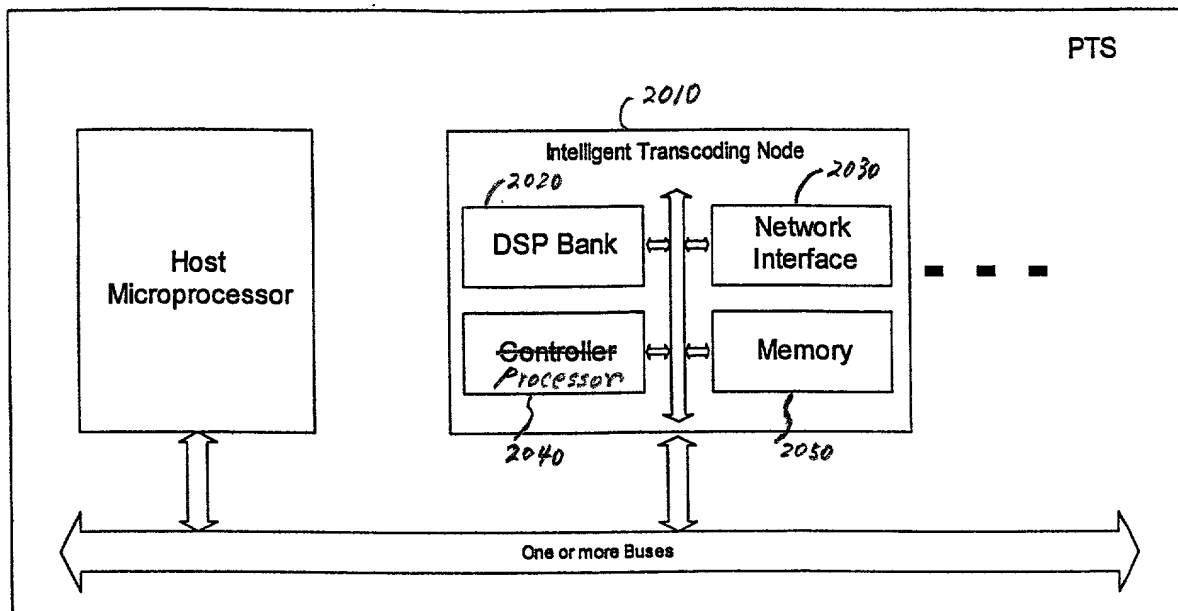 PTS
2010
Intelligent Transcoding Node
2020
2030
DSP Bank
Network
Interface
Host
Microprocessor
Controller
Processor
Memory
2040
2050
One or more Buses